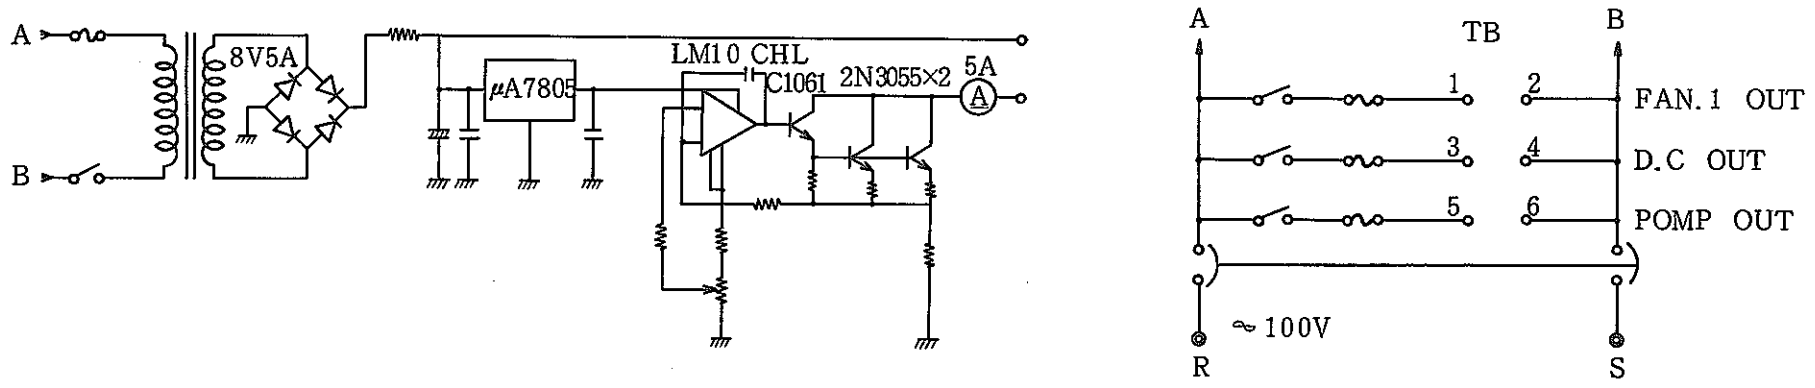 A
B
8V5A
μA7805
LM10 CHL
C1061
2N3055×2
5A
A
A
B
TB
1
2
FAN.1 OUT
3
4
D.C OUT
5
6
POMP OUT
~100V
R
S